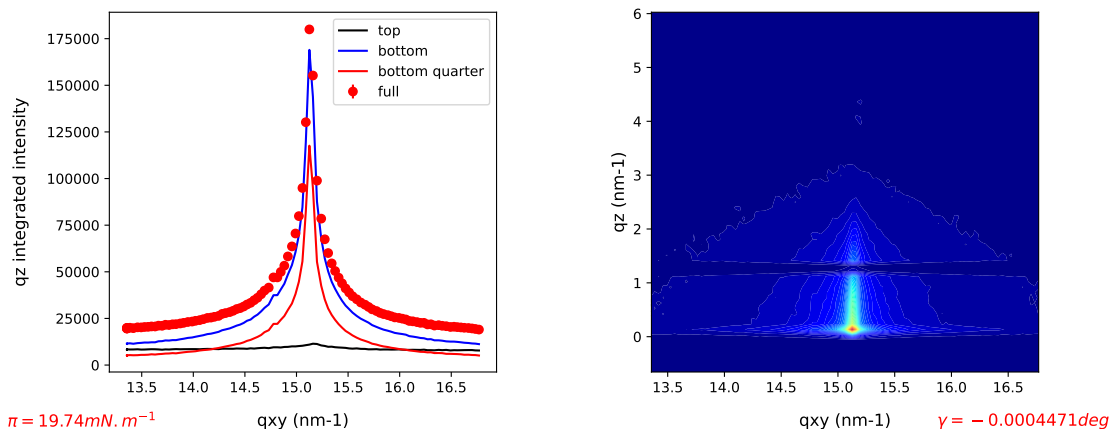 175000
150000
125000
100000
75000
50000
25000
0
qz integrated intensity
top
bottom
bottom quarter
full
13.5 14.0 14.5 15.0 15.5 16.0 16.5
qxy (nm-1)
π = 19.74mN.m⁻¹
6
5
4
3
2
1
0
qz (nm-1)
13.5 14.0 14.5 15.0 15.5 16.0 16.5
qxy (nm-1)
γ = − 0.0004471deg